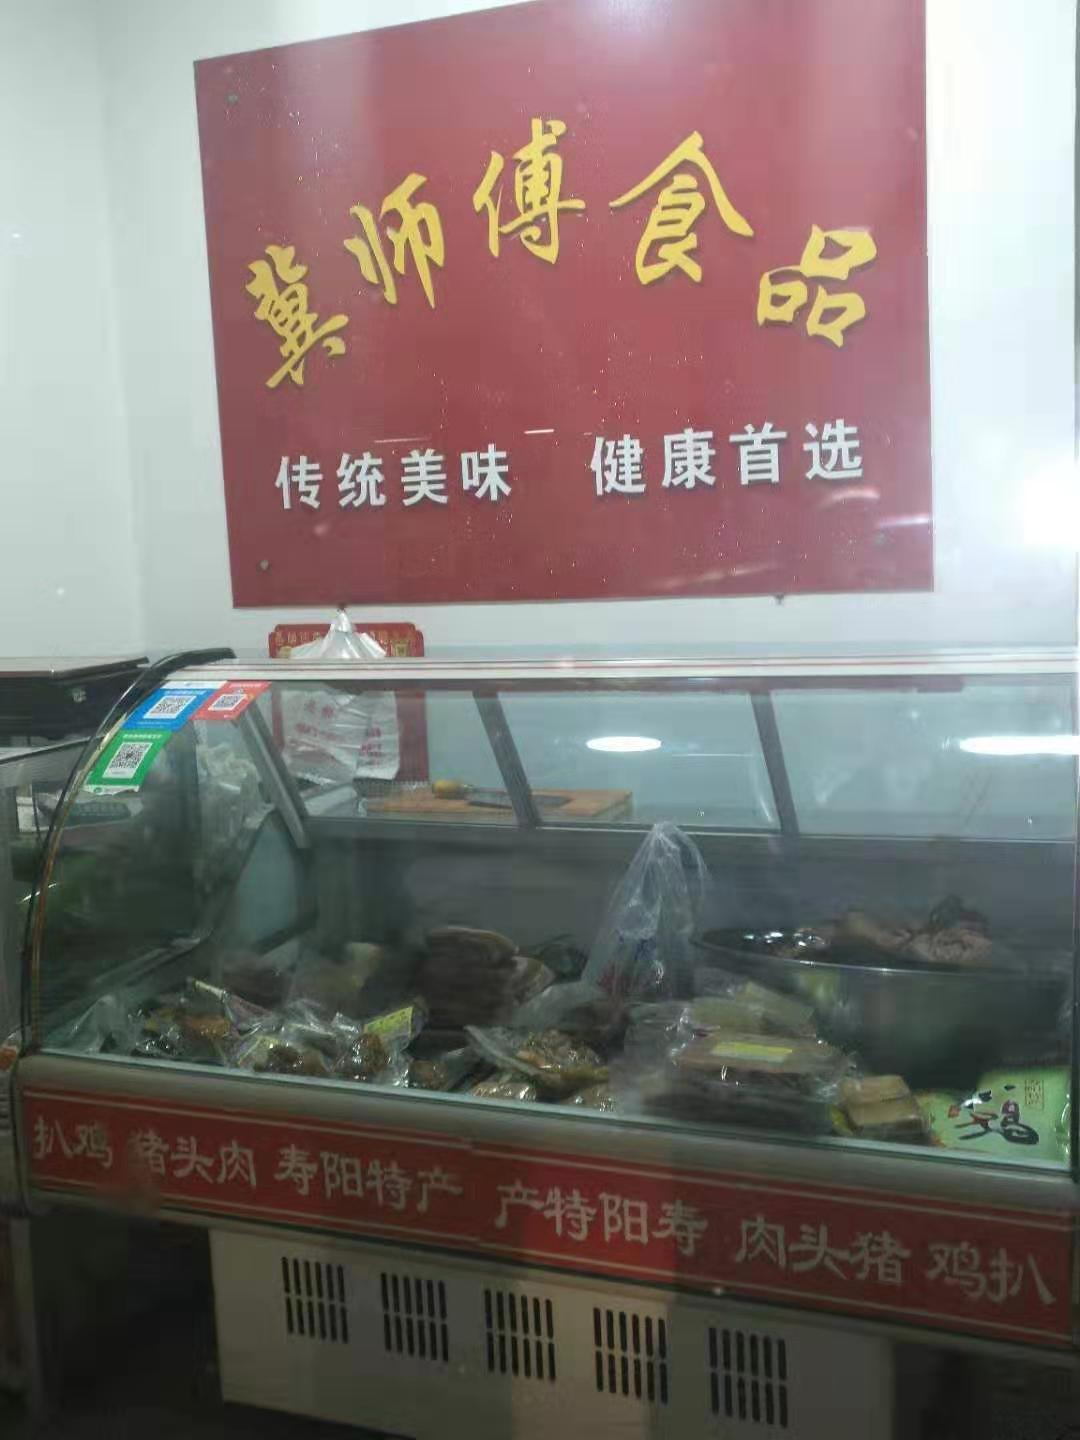 冀师傅食品
传统美味 健康首选
扒鸡 猪头肉 寿阳特产 产特阳寿 肉头猪 鸡扒